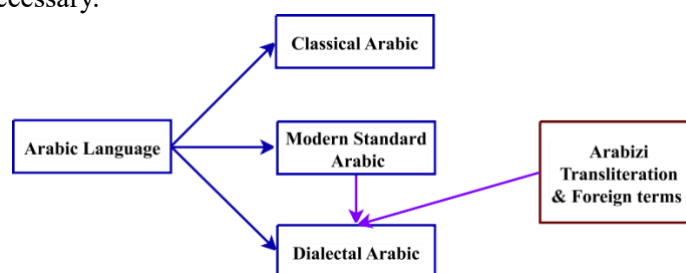 Classical Arabic
Arabic Language
Modern Standard
Arabic
Arabizi
Transliteration
& Foreign terms
Dialectal Arabic